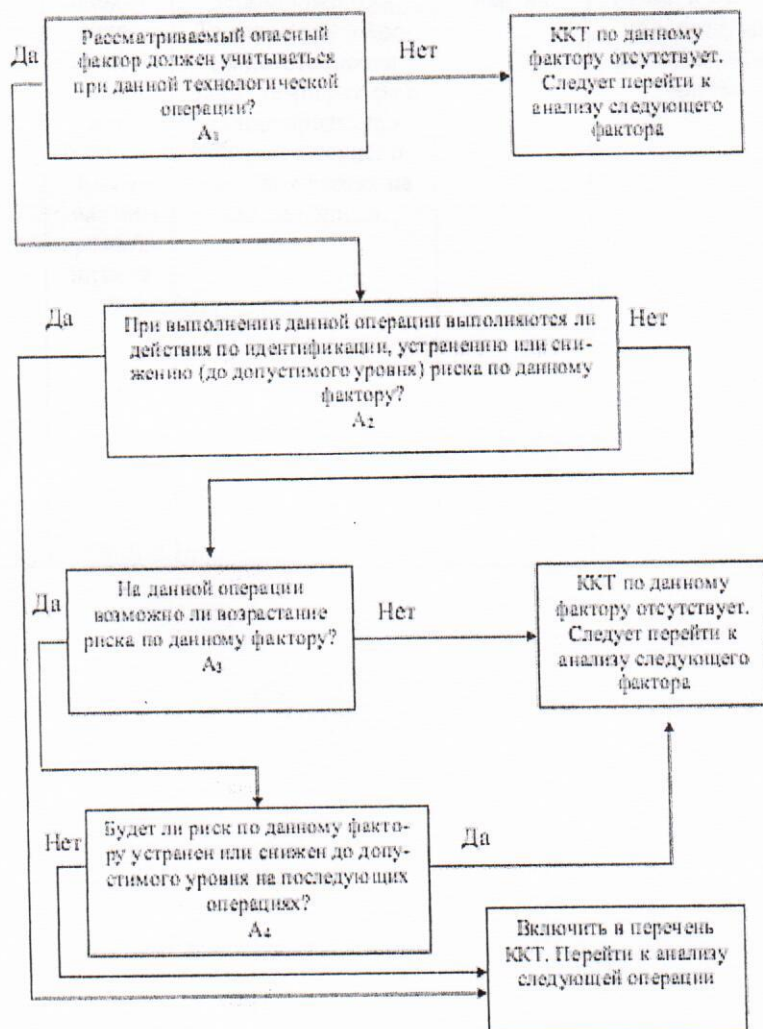 Да
Рассматриваемый опасный
фактор должен учитываться
при данной технологической
операции?
A₁
Нет
ККТ по данному
фактору отсутствует.
Следует перейти к
анализу следующего
фактора
Да
При выполнении данной операции выполняются ли
действия по идентификации, устранению или сни-
жению (до допустимого уровня) риска по данному
фактору?
A₂
Нет
Да
На данной операции
возможно ли возрастание
риска по данному фактору?
A₃
Нет
ККТ по данному
фактору отсутствует.
Следует перейти к
анализу следующего
фактора
Нет
Будет ли риск по данному факто-
ру устранен или снижен до допу-
стимого уровня на последующих
операциях?
A₄
Да
Включить в перечень
ККТ. Перейти к анализу
следующей операции